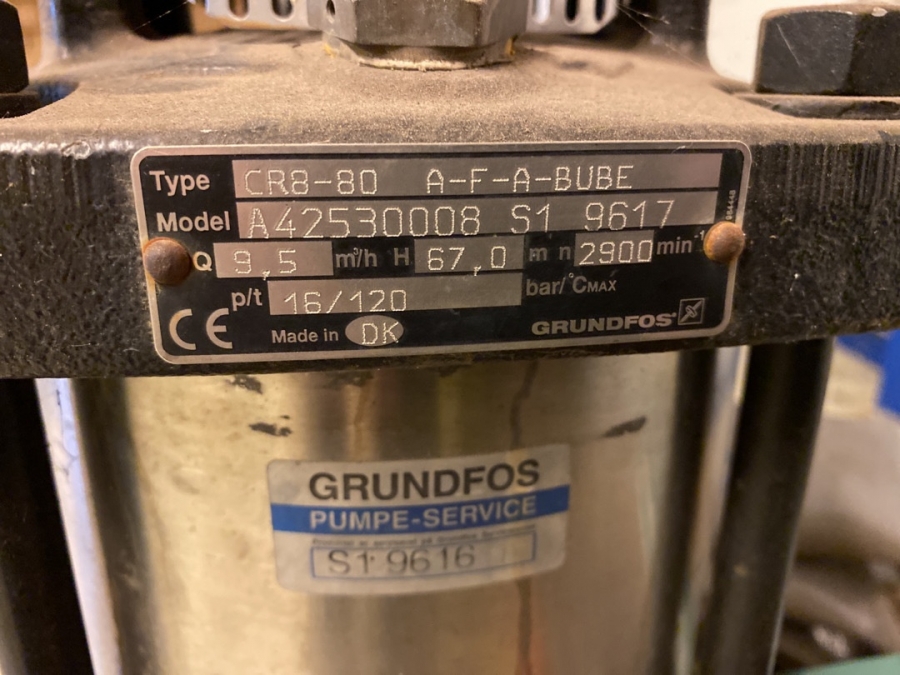 Type CR8-80 A-F-A-BUBE
Model A42530008 S1 9617
Q 9,5 m³/h H 67,0 m n 2900 min⁻¹
p/t 16/120 bar/°CMAX
CE Made in DK GRUNDFOS
GRUNDFOS
PUMPE-SERVICE
S1 9616